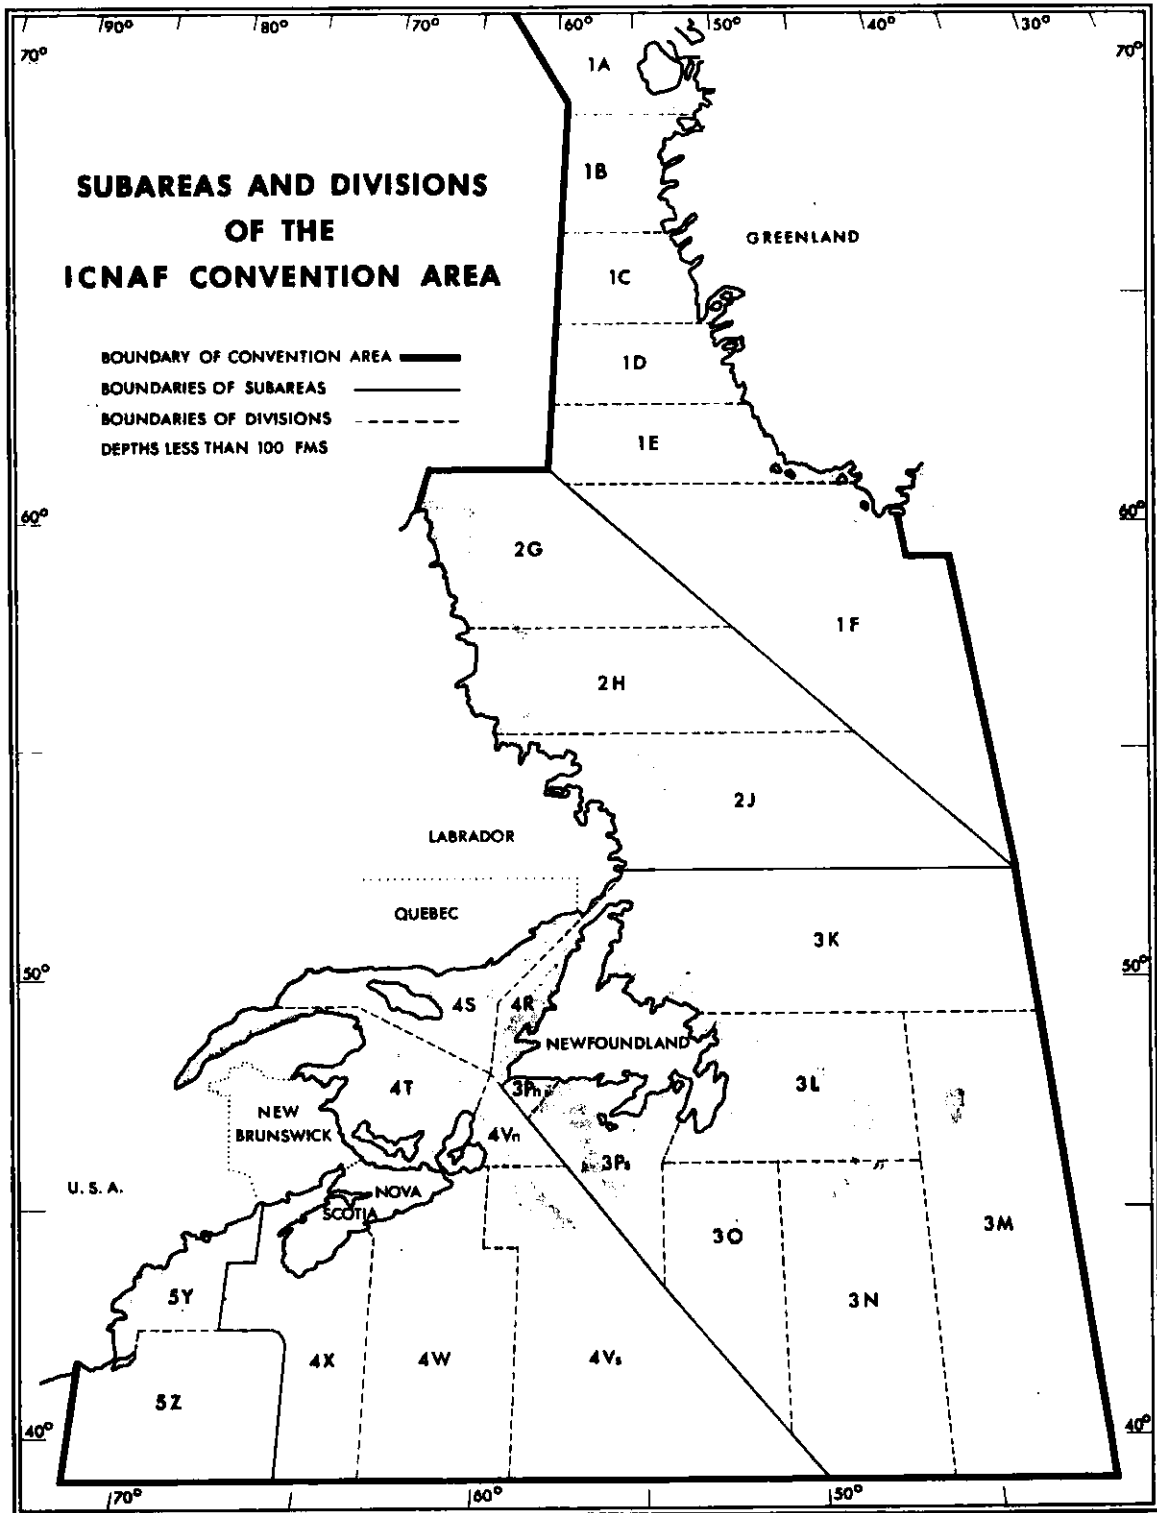 90° 80° 70° 60° 50° 40° 30°
70° 70°
1A
SUBAREAS AND DIVISIONS
OF THE
ICNAF CONVENTION AREA
1B
GREENLAND
1C
BOUNDARY OF CONVENTION AREA
BOUNDARIES OF SUBAREAS
BOUNDARIES OF DIVISIONS
DEPTHS LESS THAN 100 FMS
1D
1E
60° 60°
2G
1F
2H
2J
LABRADOR
QUEBEC
3K
50° 50°
4S 4R
NEWFOUNDLAND
4T
3Pn
3L
NEW
BRUNSWICK
4Vn
3Ps
U.S.A.
NOVA
SCOTIA
3O
3M
5Y
3N
4X 4W 4Vs
5Z
40° 40°
70° 60° 50°